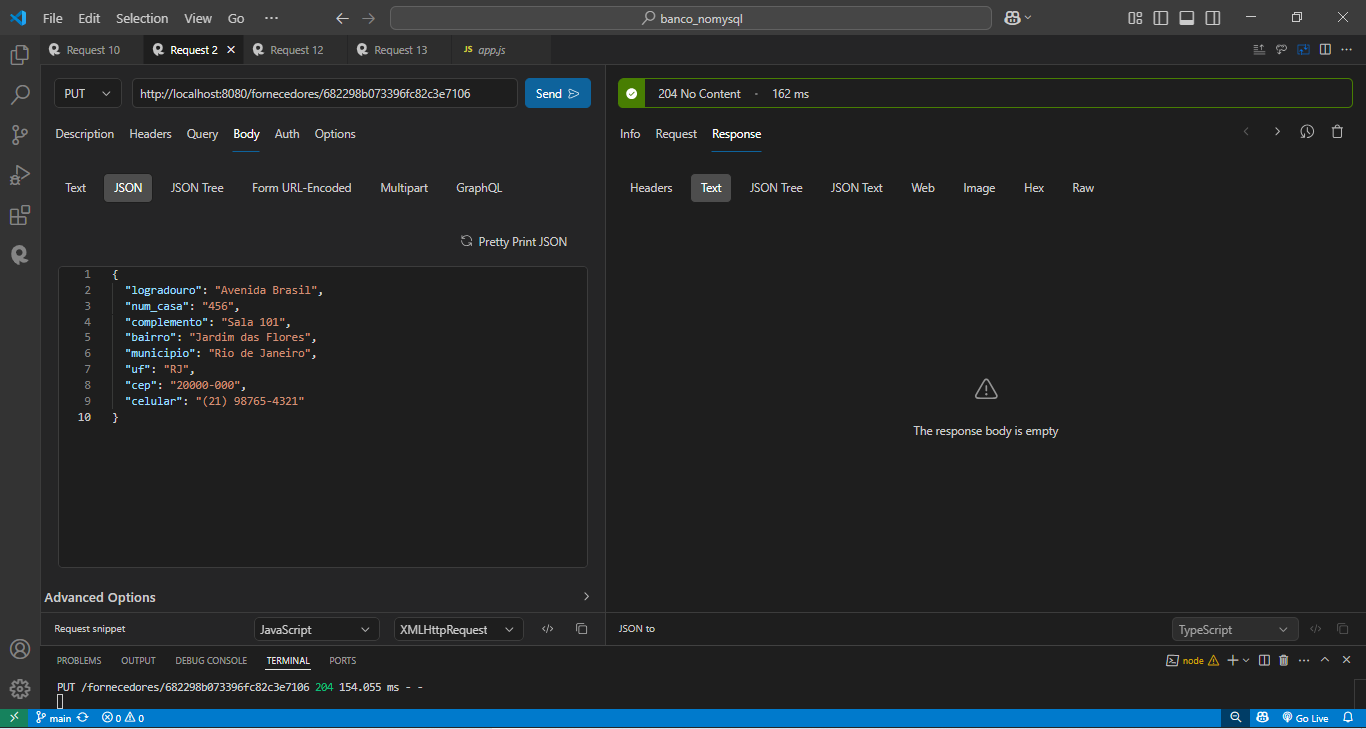 File Edit Selection View Go ··· banco_nomysql
Request 10 Request 2 Request 12 Request 13 JS app.js
PUT http://localhost:8080/fornecedores/682298b073396fc82c3e7106 Send
204 No Content · 162 ms
Description Headers Query Body Auth Options
Info Request Response
Text JSON JSON Tree Form URL-Encoded Multipart GraphQL
Headers Text JSON Tree JSON Text Web Image Hex Raw
Pretty Print JSON
1 {
2 "logradouro": "Avenida Brasil",
3 "num_casa": "456",
4 "complemento": "Sala 101",
5 "bairro": "Jardim das Flores",
6 "municipio": "Rio de Janeiro",
7 "uf": "RJ",
8 "cep": "20000-000",
9 "celular": "(21) 98765-4321"
10 }
The response body is empty
Advanced Options
Request snippet JavaScript XMLHttpRequest
JSON to TypeScript
PROBLEMS OUTPUT DEBUG CONSOLE TERMINAL PORTS node
PUT /fornecedores/682298b073396fc82c3e7106 204 154.055 ms - -
main 0 0 Go Live